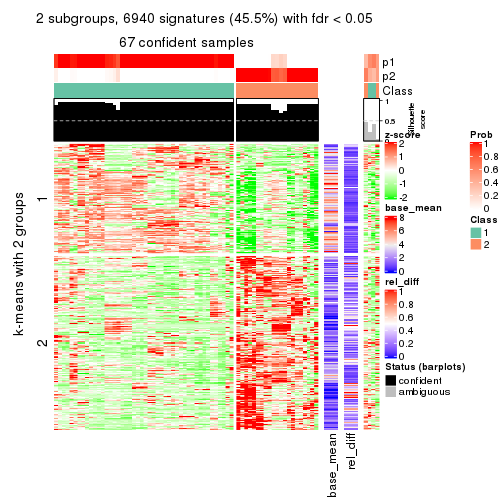 2 subgroups, 6940 signatures (45.5%) with fdr < 0.05
67 confident samples
p1
p2
Class
1
0.5
0
Silhouette
score
k-means with 2 groups
1
2
base_mean
rel_diff
z-score
2
1
0
-1
-2
base_mean
8
6
4
2
0
rel_diff
1
0.8
0.6
0.4
0.2
0
Status (barplots)
confident
ambiguous
Prob
1
0.8
0.6
0.4
0.2
0
Class
1
2